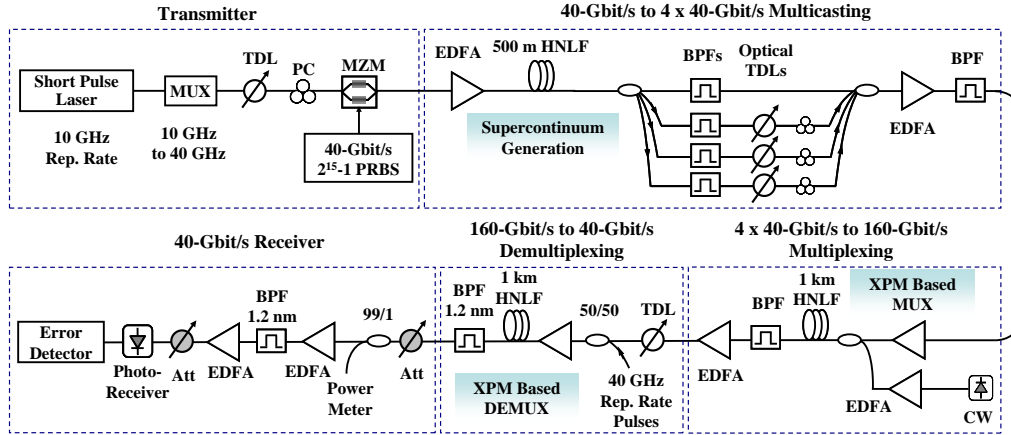 Transmitter
40-Gbit/s to 4 x 40-Gbit/s Multicasting
Short Pulse
Laser
10 GHz
Rep. Rate
MUX
10 GHz
to 40 GHz
TDL
PC
MZM
40-Gbit/s
2¹⁵-1 PRBS
EDFA
500 m HNLF
Supercontinuum
Generation
BPFs
Optical
TDLs
EDFA
BPF
40-Gbit/s Receiver
160-Gbit/s to 40-Gbit/s
Demultiplexing
4 x 40-Gbit/s to 160-Gbit/s
Multiplexing
Error
Detector
Photo-
Receiver
Att
EDFA
BPF
1.2 nm
EDFA
99/1
Power
Meter
Att
BPF
1.2 nm
1 km
HNLF
XPM Based
DEMUX
50/50
40 GHz
Rep. Rate
Pulses
TDL
EDFA
BPF
1 km
HNLF
XPM Based
MUX
EDFA
CW